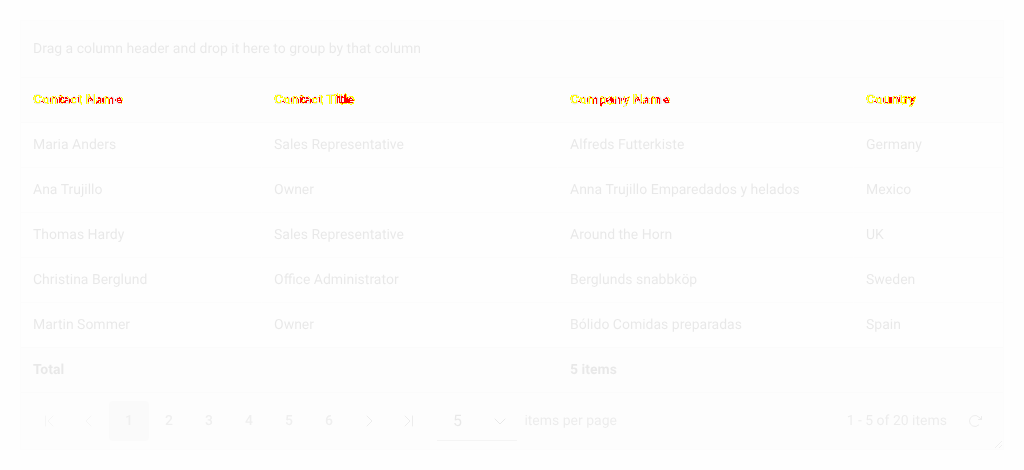 Drag a column header and drop it here to group by that column
Contact Name Contact Title Company Name Country
Maria Anders Sales Representative Alfreds Futterkiste Germany
Ana Trujillo Owner Anna Trujillo Emparedados y helados Mexico
Thomas Hardy Sales Representative Around the Horn UK
Christina Berglund Office Administrator Berglunds snabbköp Sweden
Martin Sommer Owner Bólido Comidas preparadas Spain
Total 5 items
1 2 3 4 5 6 5 items per page 1 - 5 of 20 items